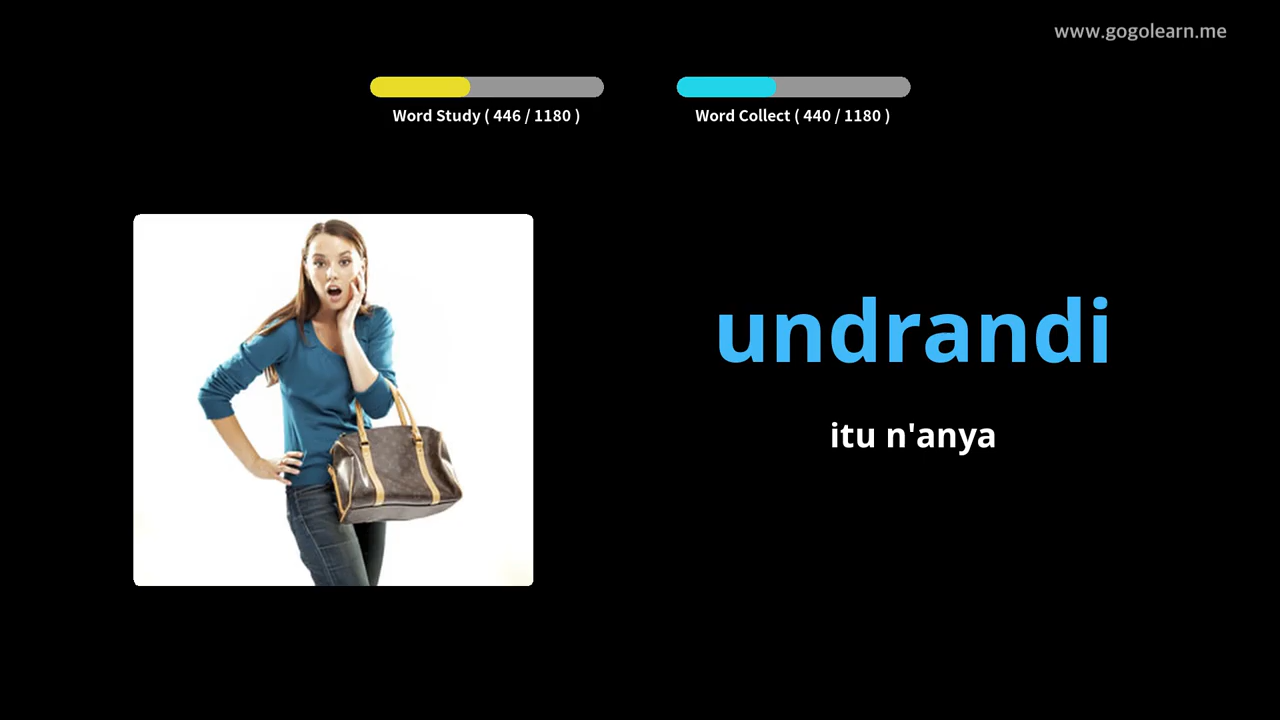 www.gogolearn.me
Word Study ( 446 / 1180 )
Word Collect ( 440 / 1180 )
undrandi
itu n'anya